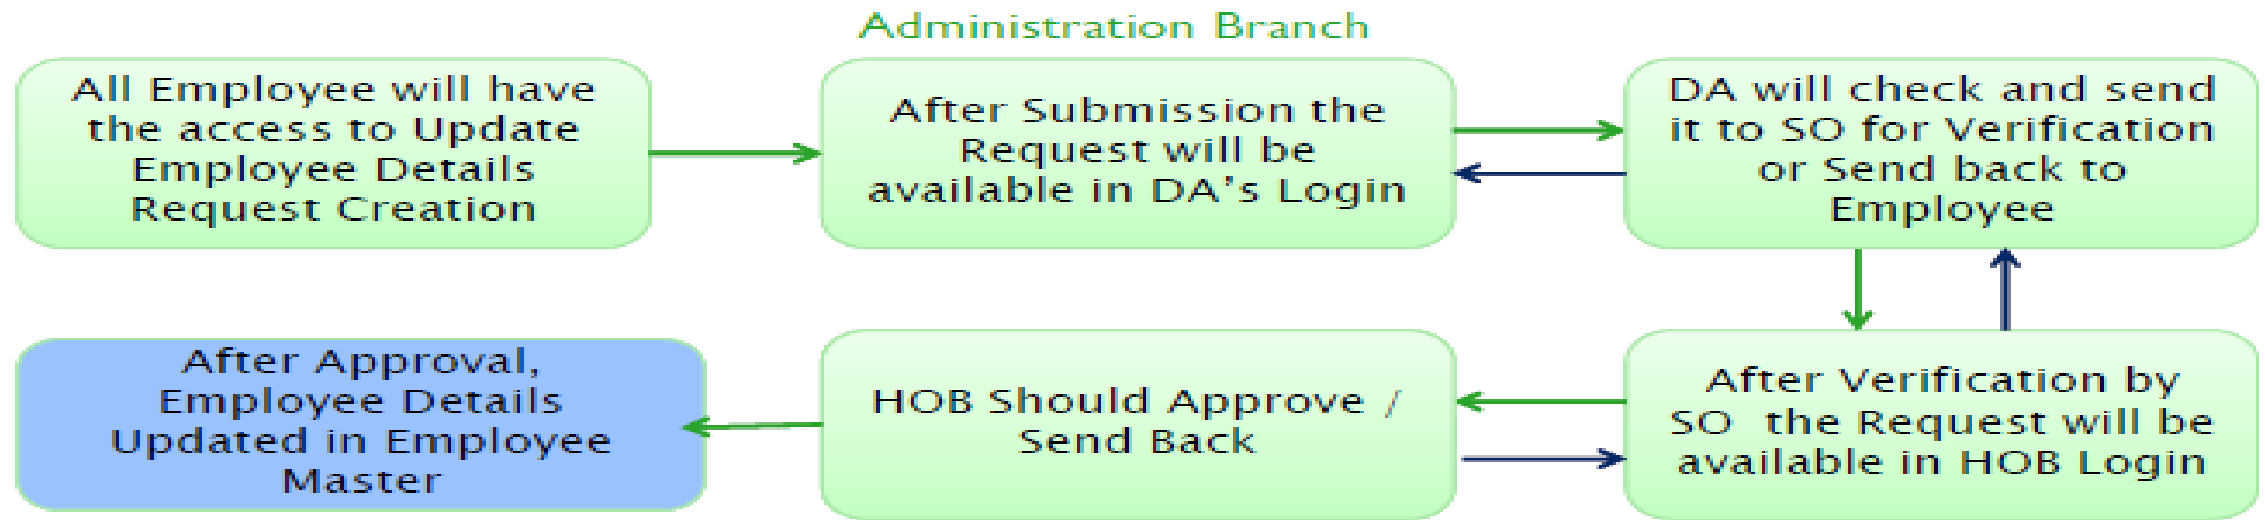 Administration Branch
All Employee will have
the access to Update
Employee Details
Request Creation
After Submission the
Request will be
available in DA's Login
DA will check and send
it to SO for Verification
or Send back to
Employee
After Approval,
Employee Details
Updated in Employee
Master
HOB Should Approve /
Send Back
After Verification by
SO the Request will be
available in HOB Login